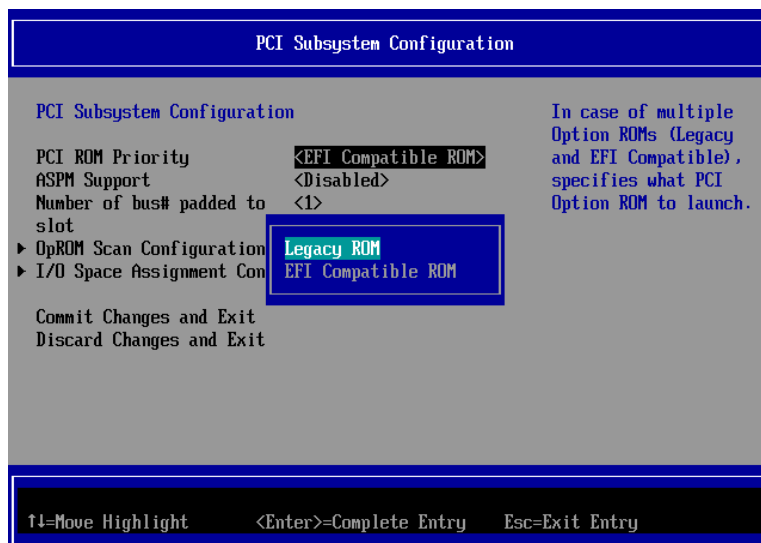 PCI Subsystem Configuration
PCI Subsystem Configuration
PCI ROM Priority <EFI Compatible ROM>
ASPM Support <Disabled>
Number of bus# padded to <1>
slot
▶ OpROM Scan Configuration
▶ I/O Space Assignment Con
Legacy ROM
EFI Compatible ROM
Commit Changes and Exit
Discard Changes and Exit
In case of multiple
Option ROMs (Legacy
and EFI Compatible),
specifies what PCI
Option ROM to launch.
↑↓=Move Highlight <Enter>=Complete Entry Esc=Exit Entry